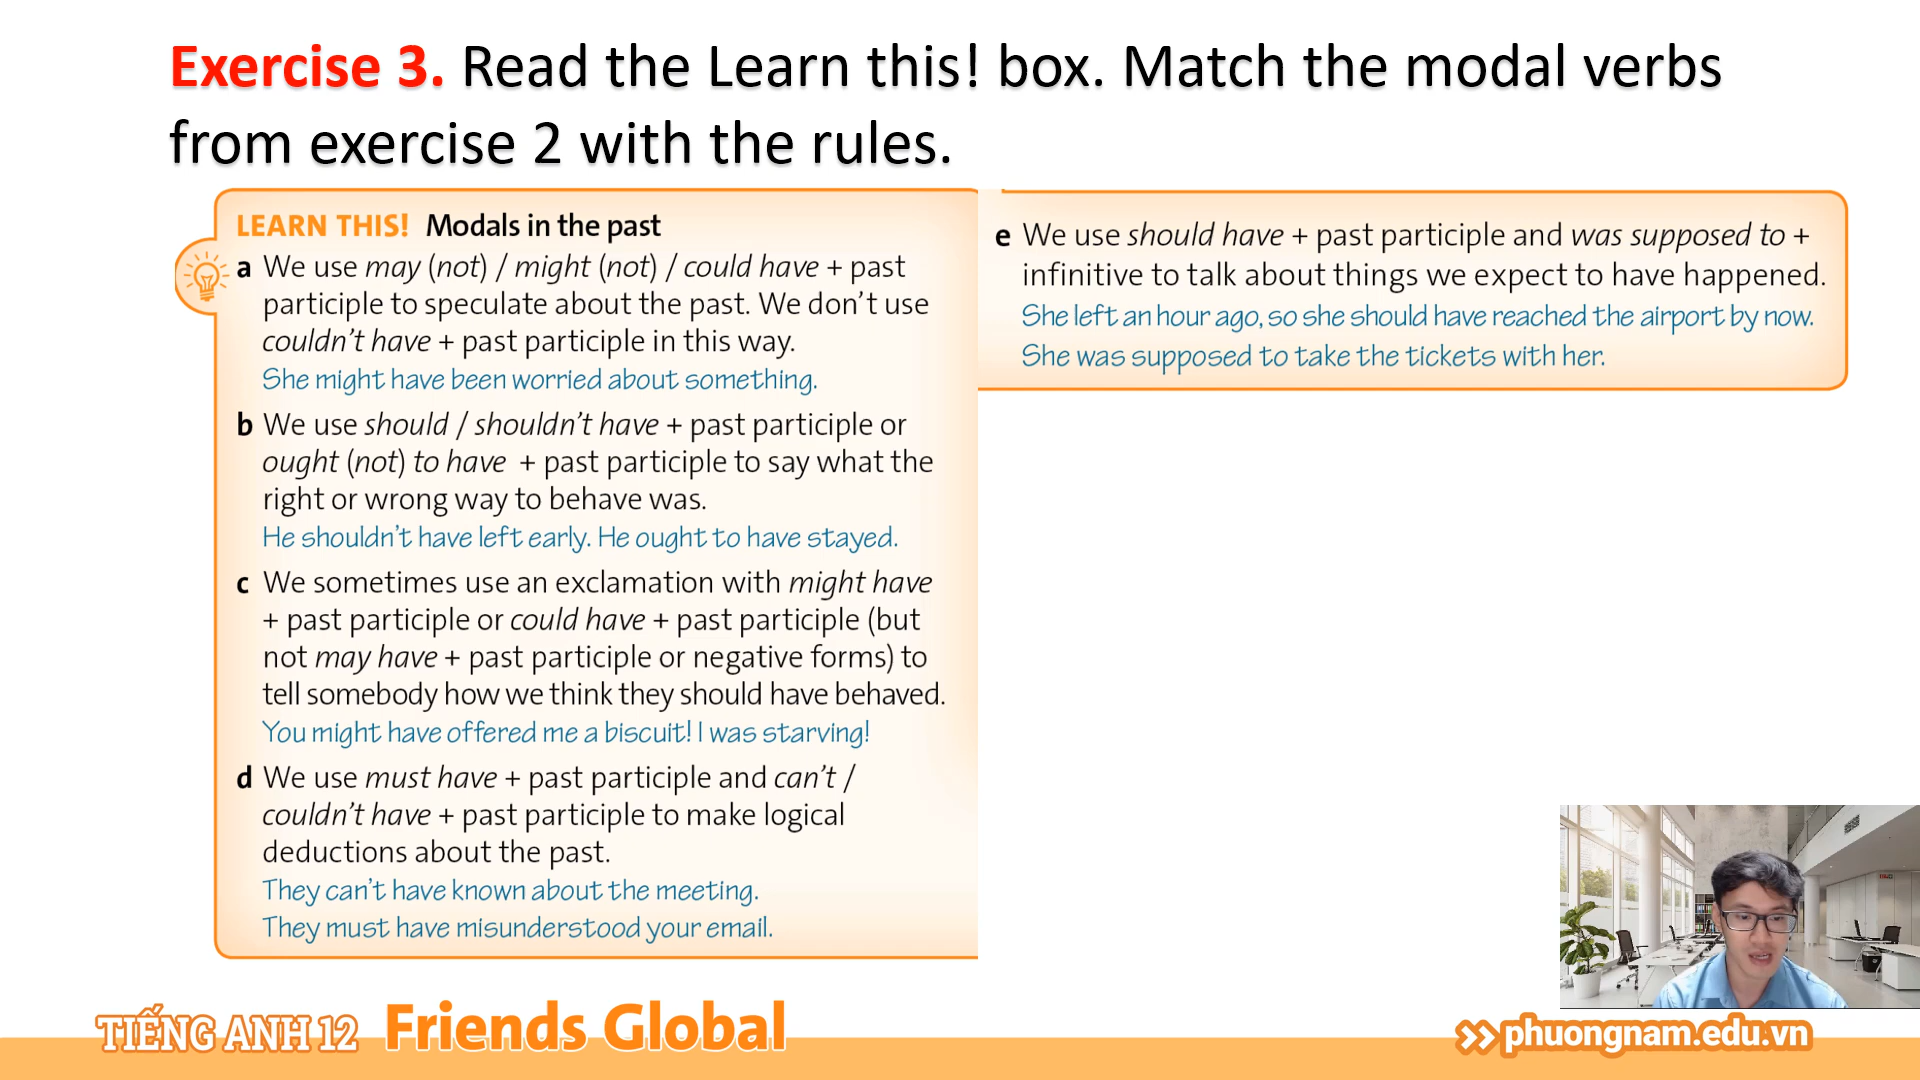 Exercise 3. Read the Learn this! box. Match the modal verbs
from exercise 2 with the rules.
LEARN THIS! Modals in the past
a We use may (not) / might (not) / could have + past
participle to speculate about the past. We don't use
couldn't have + past participle in this way.
She might have been worried about something.
b We use should / shouldn't have + past participle or
ought (not) to have + past participle to say what the
right or wrong way to behave was.
He shouldn't have left early. He ought to have stayed.
c We sometimes use an exclamation with might have
+ past participle or could have + past participle (but
not may have + past participle or negative forms) to
tell somebody how we think they should have behaved.
You might have offered me a biscuit! I was starving!
d We use must have + past participle and can't /
couldn't have + past participle to make logical
deductions about the past.
They can't have known about the meeting.
They must have misunderstood your email.
e We use should have + past participle and was supposed to +
infinitive to talk about things we expect to have happened.
She left an hour ago, so she should have reached the airport by now.
She was supposed to take the tickets with her.
TIẾNG ANH 12 Friends Global
>> phuongnam.edu.vn